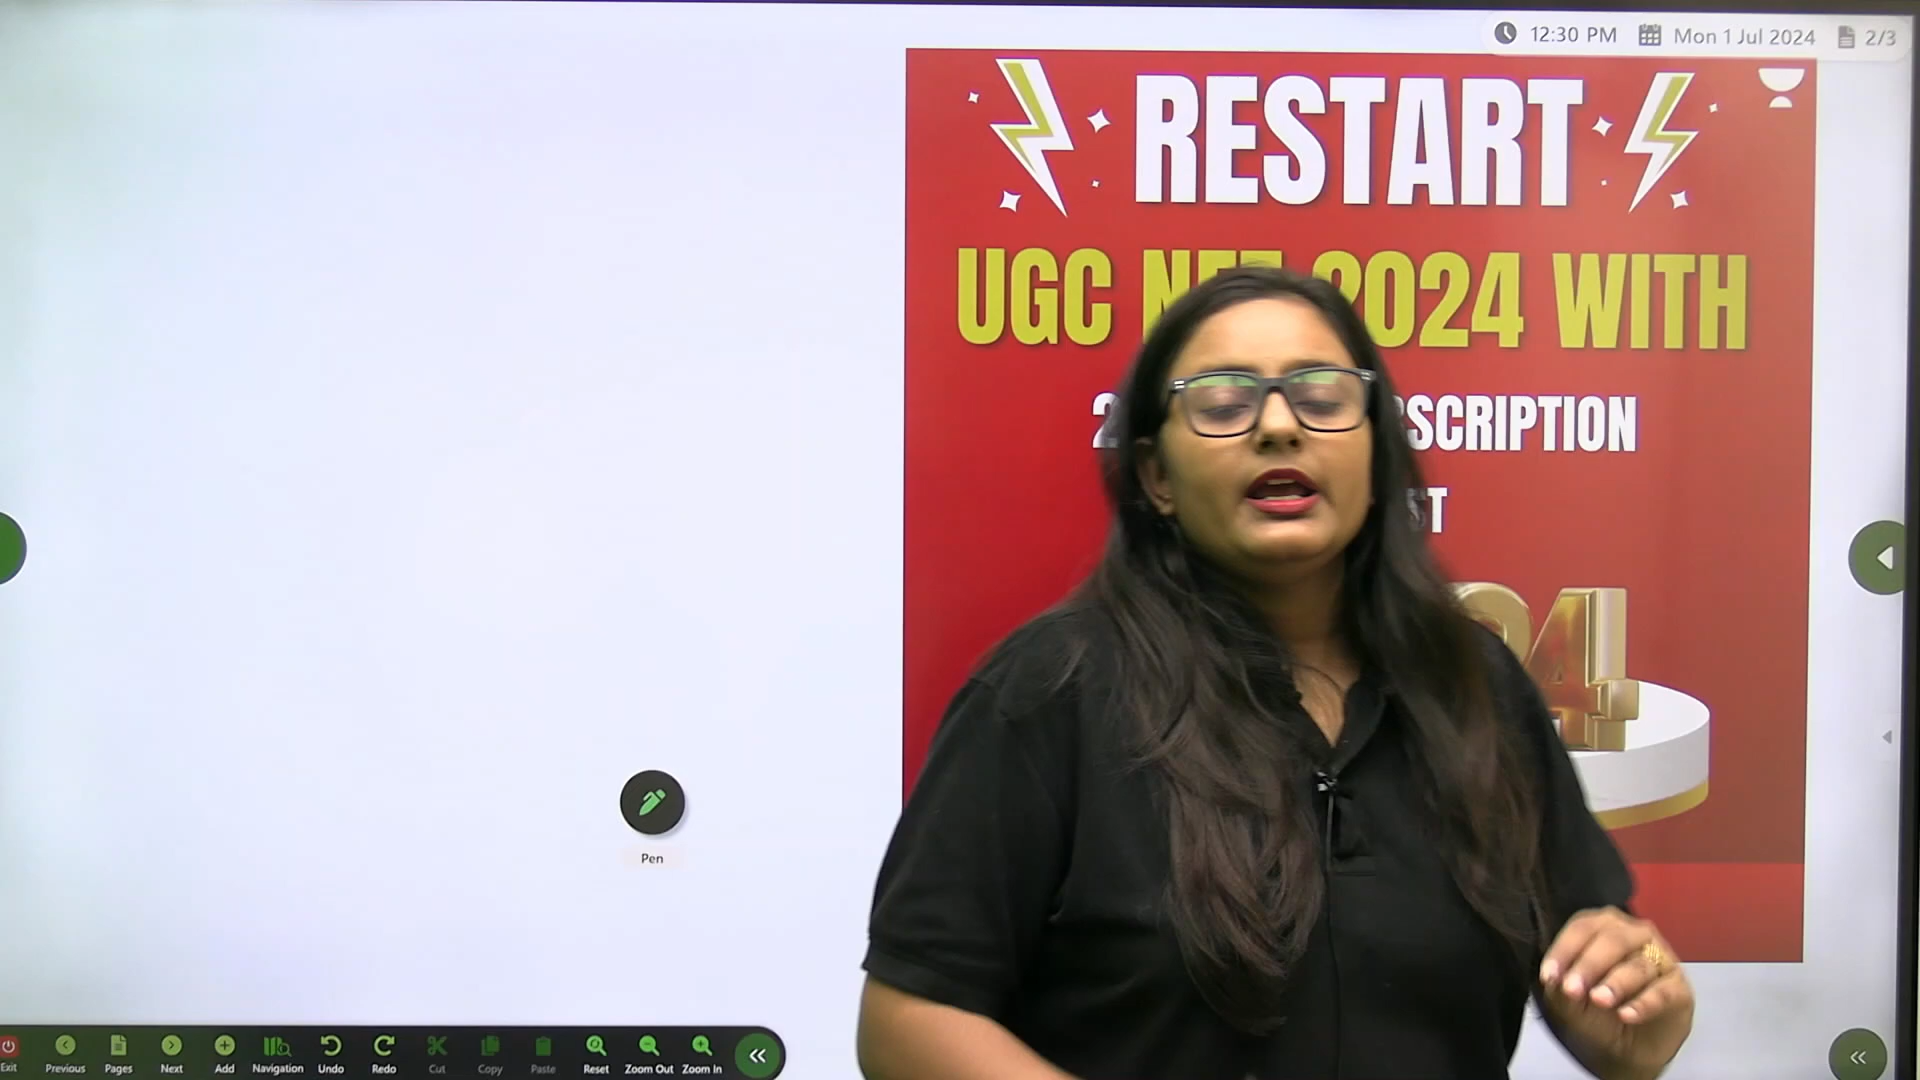 12:30 PM Mon 1 Jul 2024 2/3
RESTART
UGC 2024 WITH
Pen
Exit Previous Pages Next Add Navigation Undo Redo Cut Copy Paste Reset Zoom Out Zoom In